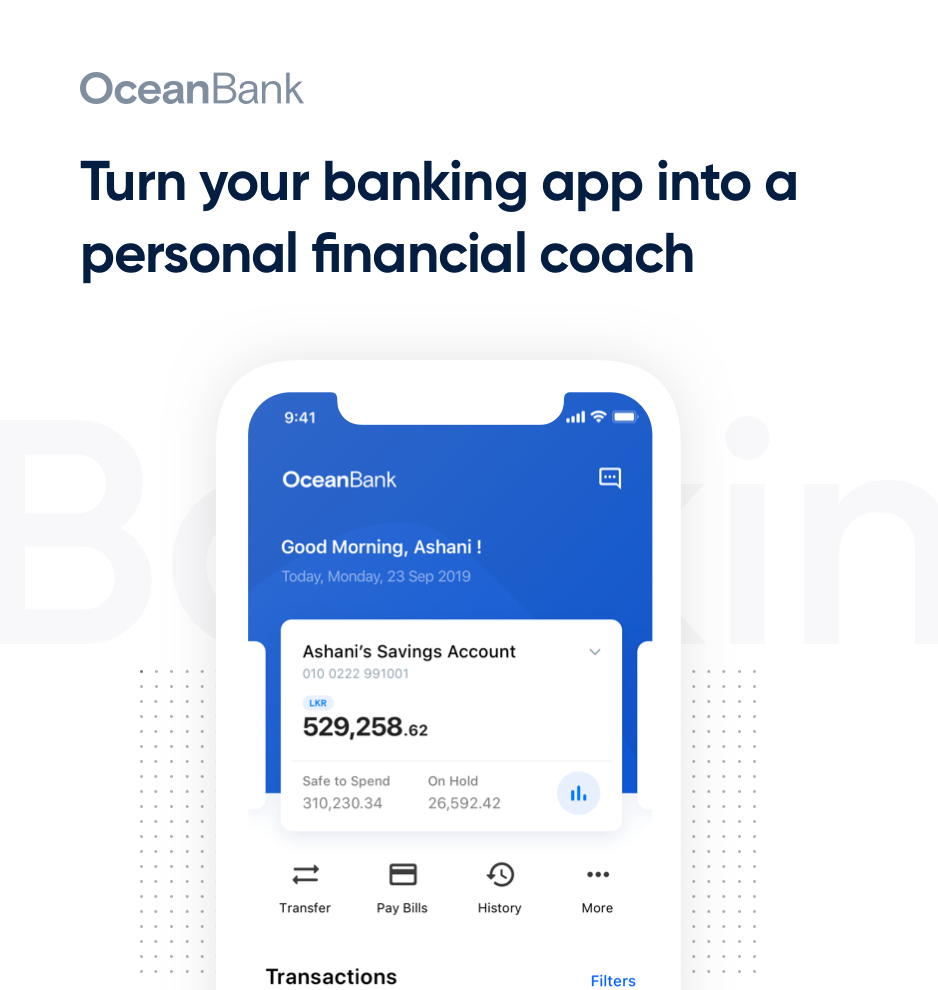 OceanBank
Turn your banking app into a
personal financial coach
9:41
OceanBank
Good Morning, Ashani !
Today, Monday, 23 Sep 2019
Ashani's Savings Account
010 0222 991001
LKR
529,258.62
Safe to Spend On Hold
310,230.34 26,592.42
Transfer Pay Bills History More
Transactions Filters